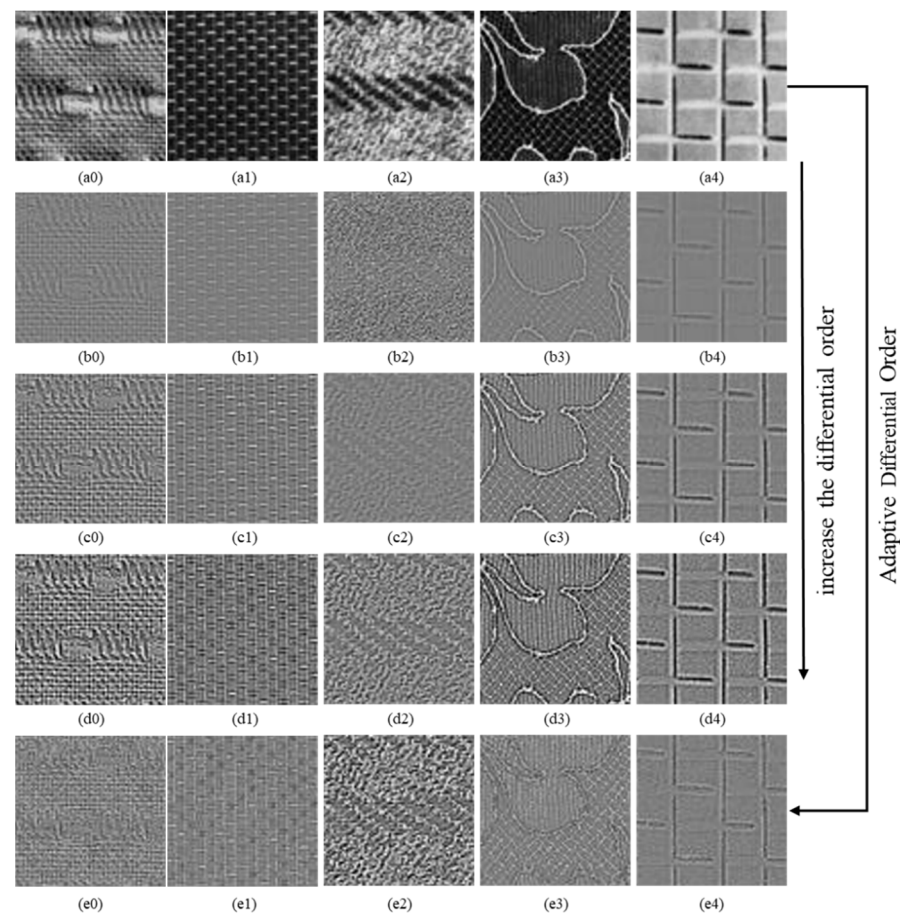 (a0) (a1) (a2) (a3) (a4)
(b0) (b1) (b2) (b3) (b4)
(c0) (c1) (c2) (c3) (c4)
(d0) (d1) (d2) (d3) (d4)
(e0) (e1) (e2) (e3) (e4)
increase the differential order
Adaptive Differential Order